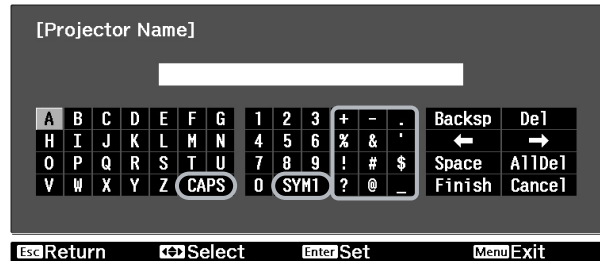 [Projector Name]
A B C D E F G 1 2 3 + - . Backsp Del
H I J K L M N 4 5 6 % & ' ← →
O P Q R S T U 7 8 9 ! # $ Space AllDel
V W X Y Z CAPS 0 SYM1 ? @ _ Finish Cancel
Esc Return Select Enter Set Menu Exit